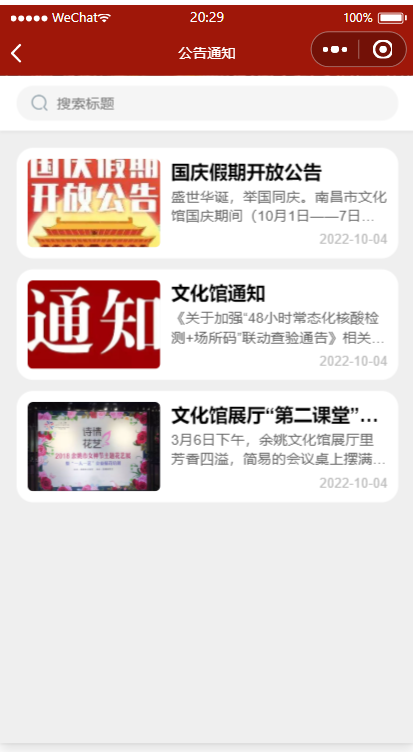 WeChat 20:29 100%
公告通知
搜索标题
国庆假期
开放公告
国庆假期开放公告
盛世华诞，举国同庆。南昌市文化
馆国庆期间（10月1日——7日...
2022-10-04
通知
文化馆通知
《关于加强“48小时常态化核酸检
测+场所码”联动查验通告》相关...
2022-10-04
诗情
花艺
文化馆展厅“第二课堂”...
3月6日下午，余姚文化馆展厅里
芳香四溢，简易的会议桌上摆满...
2022-10-04